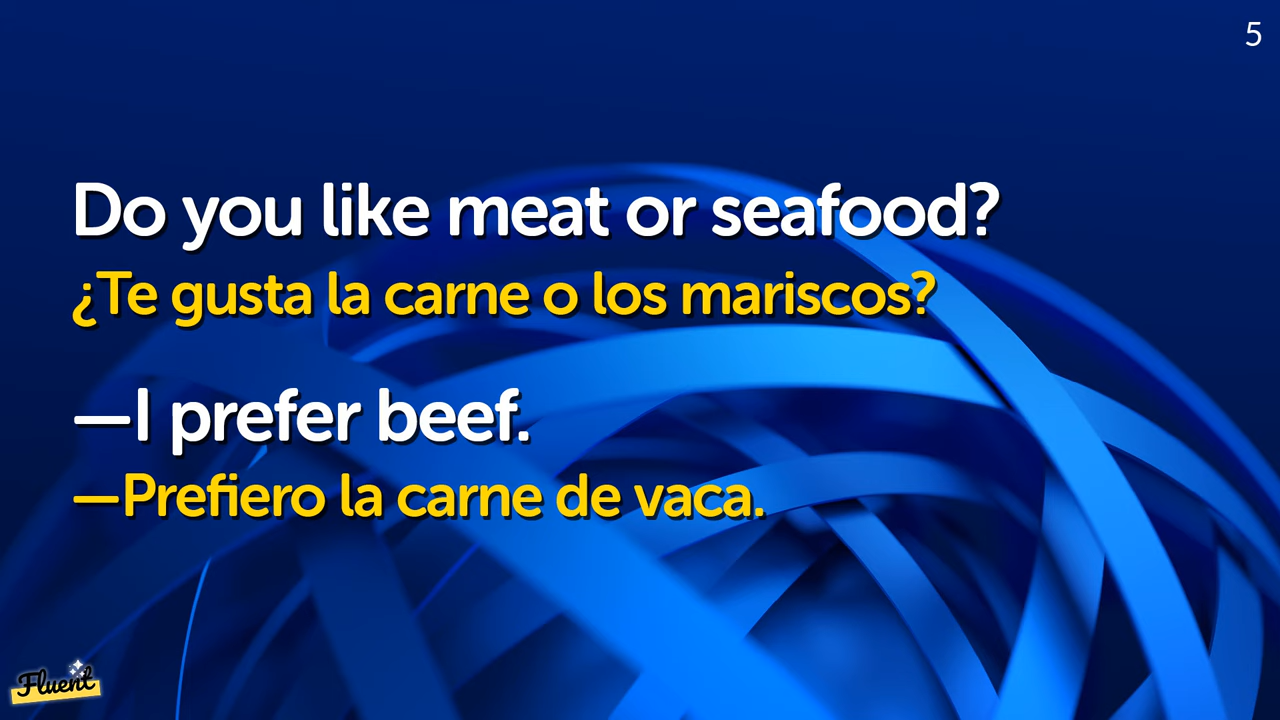 5
Do you like meat or seafood?
¿Te gusta la carne o los mariscos?
—I prefer beef.
—Prefiero la carne de vaca.
Fluent